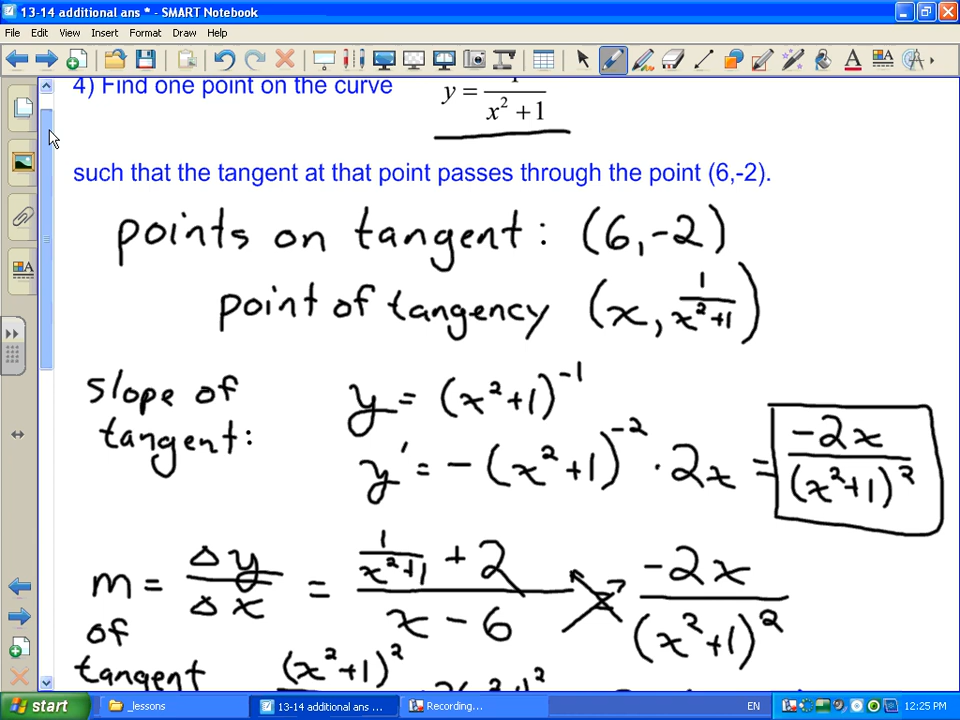 13-14 additional ans * - SMART Notebook
File Edit View Insert Format Draw Help
4) Find one point on the curve y = 1/(x² + 1)
such that the tangent at that point passes through the point (6,-2).
points on tangent: (6, -2)
point of tangency (x, 1/(x²+1))
slope of tangent:
y = (x²+1)⁻¹
y' = -(x²+1)⁻² · 2x = -2x/(x²+1)²
m = Δy/Δx = (1/(x²+1) + 2)/(x - 6) = -2x/(x²+1)²
of
tangent
(x²+1)²
start
_lessons
13-14 additional ans ...
Recording...
EN
12:25 PM